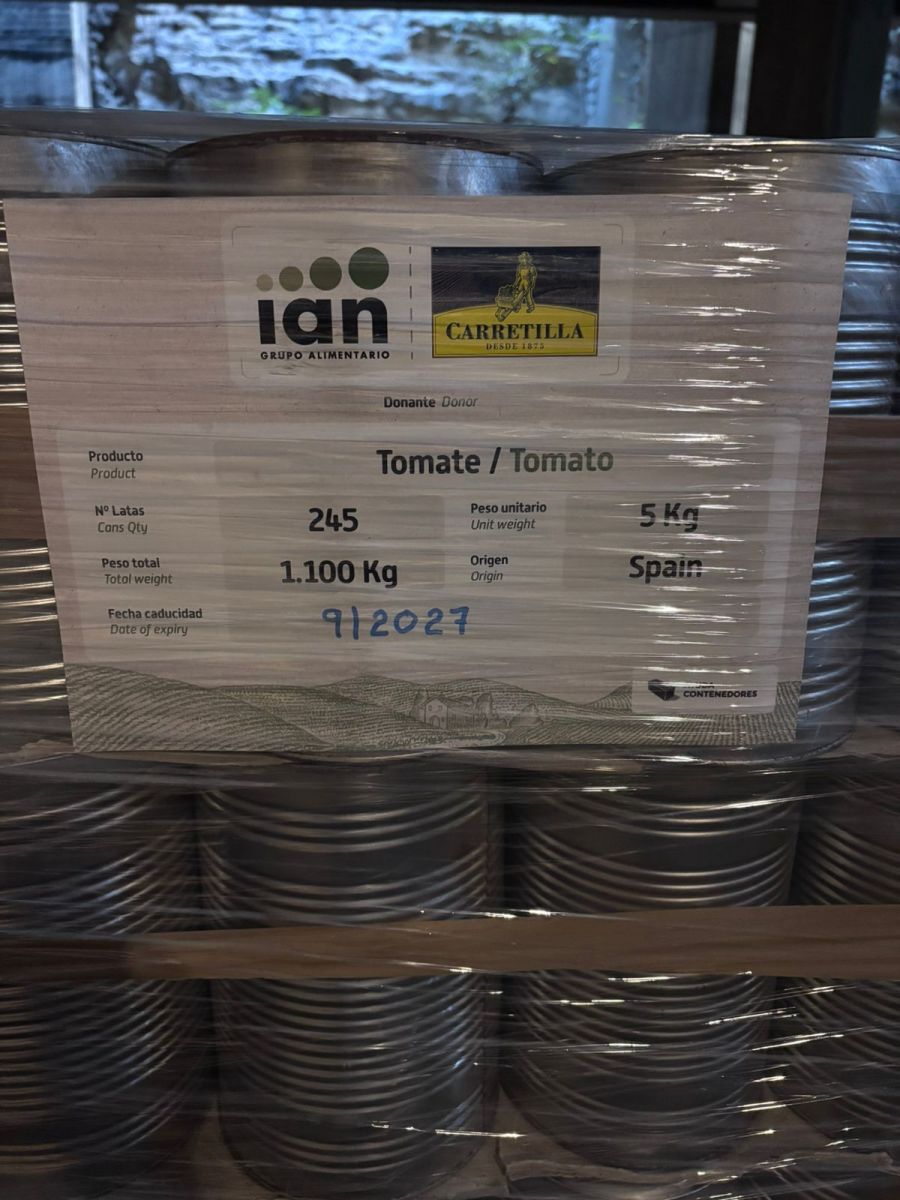 ian
GRUPO ALIMENTARIO
CARRETILLA
DESDE 1875
Donante Donor
Producto
Product
Tomate / Tomato
Nº Latas
Cans Qty
245
Peso unitario
Unit weight
5 Kg
Peso total
Total weight
1.100 Kg
Origen
Origin
Spain
Fecha caducidad
Date of expiry
9/2027
CONTENEDORES